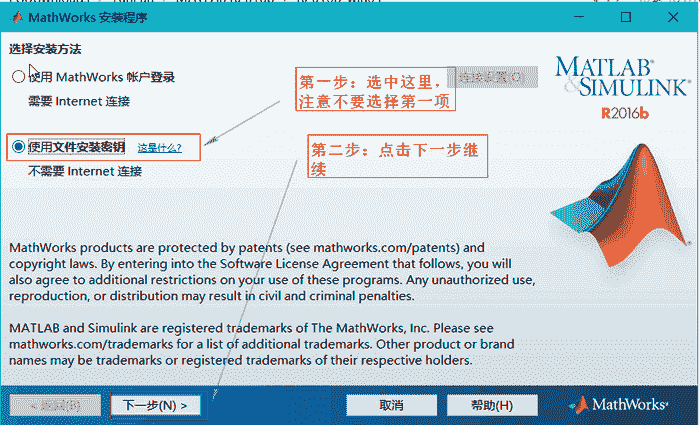 MathWorks 安装程序
选择安装方法
使用 MathWorks 帐户登录
连接设置(C)
需要 Internet 连接
第一步：选中这里，
注意不要选择第一项
MATLAB
&SIMULINK®
R2016b
使用文件安装密钥 这是什么?
不需要 Internet 连接
第二步：点击下一步继
续
MathWorks products are protected by patents (see mathworks.com/patents) and
copyright laws. By entering into the Software License Agreement that follows, you will
also agree to additional restrictions on your use of these programs. Any unauthorized use,
reproduction, or distribution may result in civil and criminal penalties.
MATLAB and Simulink are registered trademarks of The MathWorks, Inc. Please see
mathworks.com/trademarks for a list of additional trademarks. Other product or brand
names may be trademarks or registered trademarks of their respective holders.
< 返回(B)
下一步(N) >
取消
帮助(H)
MathWorks®